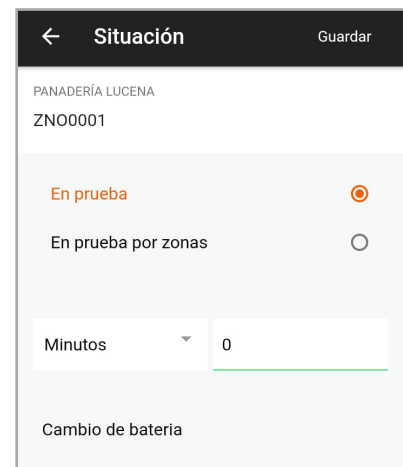 Situación Guardar
PANADERÍA LUCENA
ZNO0001
En prueba
En prueba por zonas
Minutos 0
Cambio de bateria